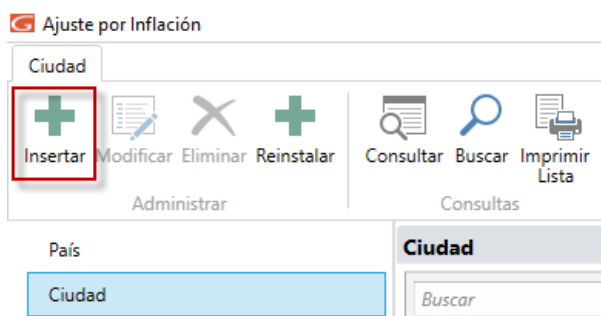 Ajuste por Inflación
Ciudad
Insertar Modificar Eliminar Reinstalar Consultar Buscar Imprimir
Lista
Administrar Consultas
País Ciudad
Ciudad Buscar